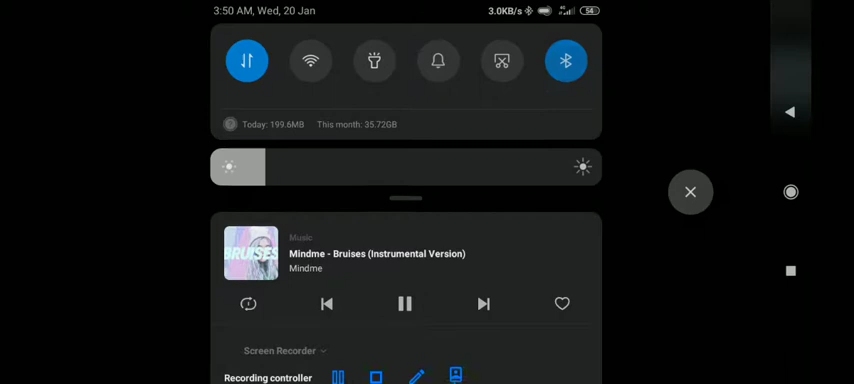 3:50 AM, Wed, 20 Jan
3.0KB/s 4G 54
Today: 199.6MB This month: 35.72GB
BRUISES
Music
Mindme - Bruises (Instrumental Version)
Mindme
Screen Recorder
Recording controller